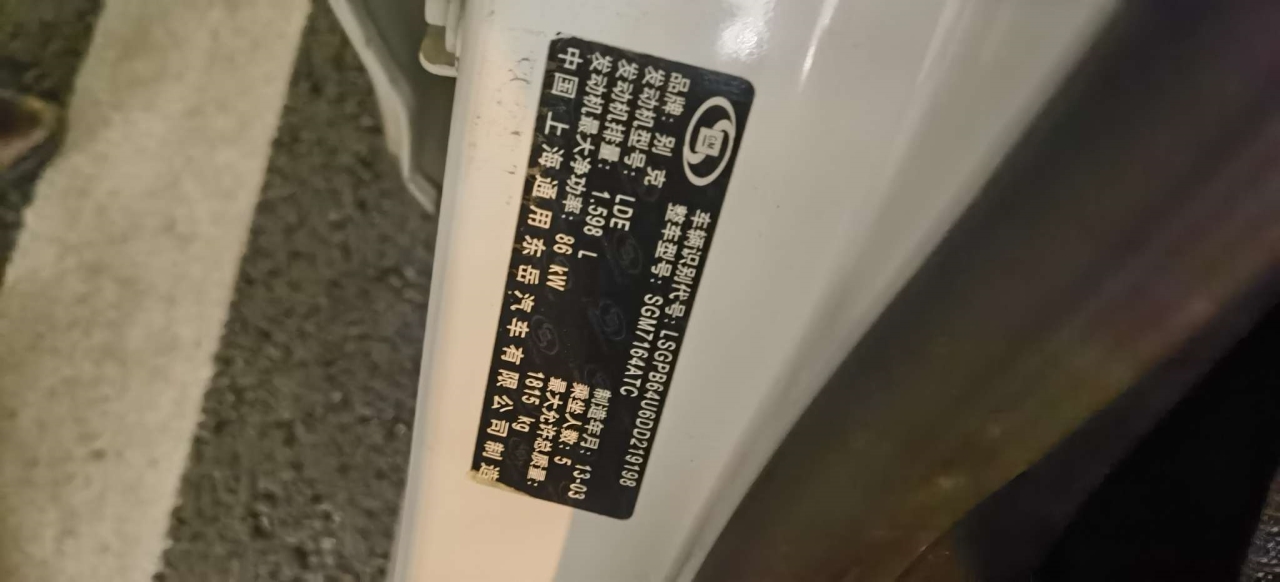 GM
车辆识别代号: LSGPB64U6DD219198
品牌: 别克 整车型号: SGM7164ATC
发动机型号: LDE
发动机排量: 1.598 L 制造年月: 13-03
发动机最大净功率: 86 kW 乘坐人数: 5
最大允许总质量: 1815 kg
中国上海通用东岳汽车有限公司制造